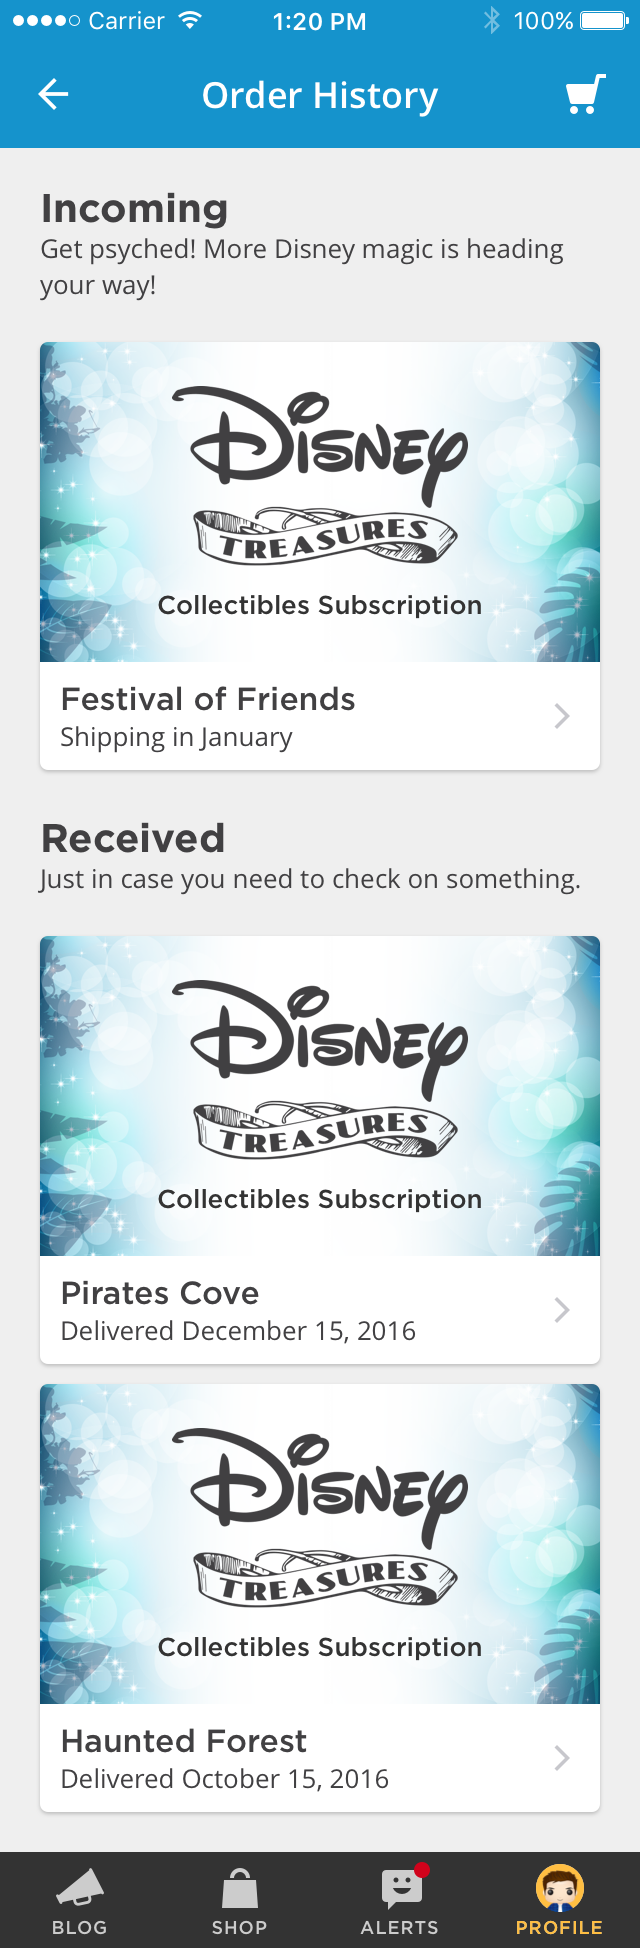 Carrier 1:20 PM 100%
Order History
Incoming
Get psyched! More Disney magic is heading
your way!
Disney
TREASURES
Collectibles Subscription
Festival of Friends
Shipping in January
Received
Just in case you need to check on something.
Disney
TREASURES
Collectibles Subscription
Pirates Cove
Delivered December 15, 2016
Disney
TREASURES
Collectibles Subscription
Haunted Forest
Delivered October 15, 2016
BLOG SHOP ALERTS PROFILE